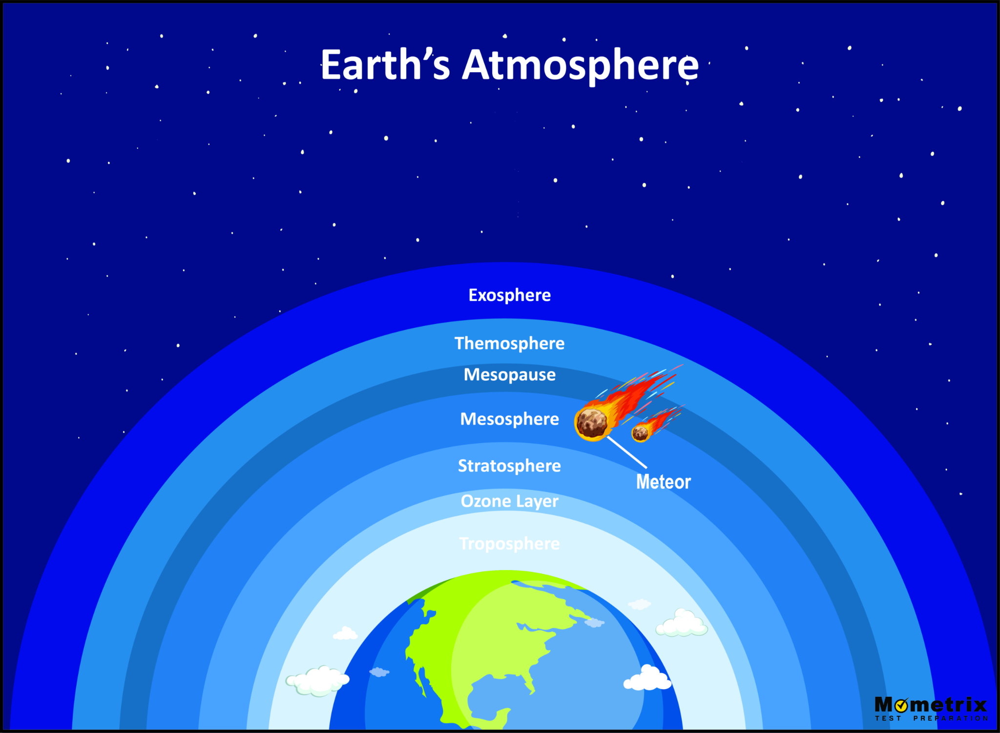 Earth’s Atmosphere
Exosphere
Themosphere
Mesopause
Mesosphere
Stratosphere
Meteor
Ozone Layer
Troposphere
Mometrix
TEST PREPARATION